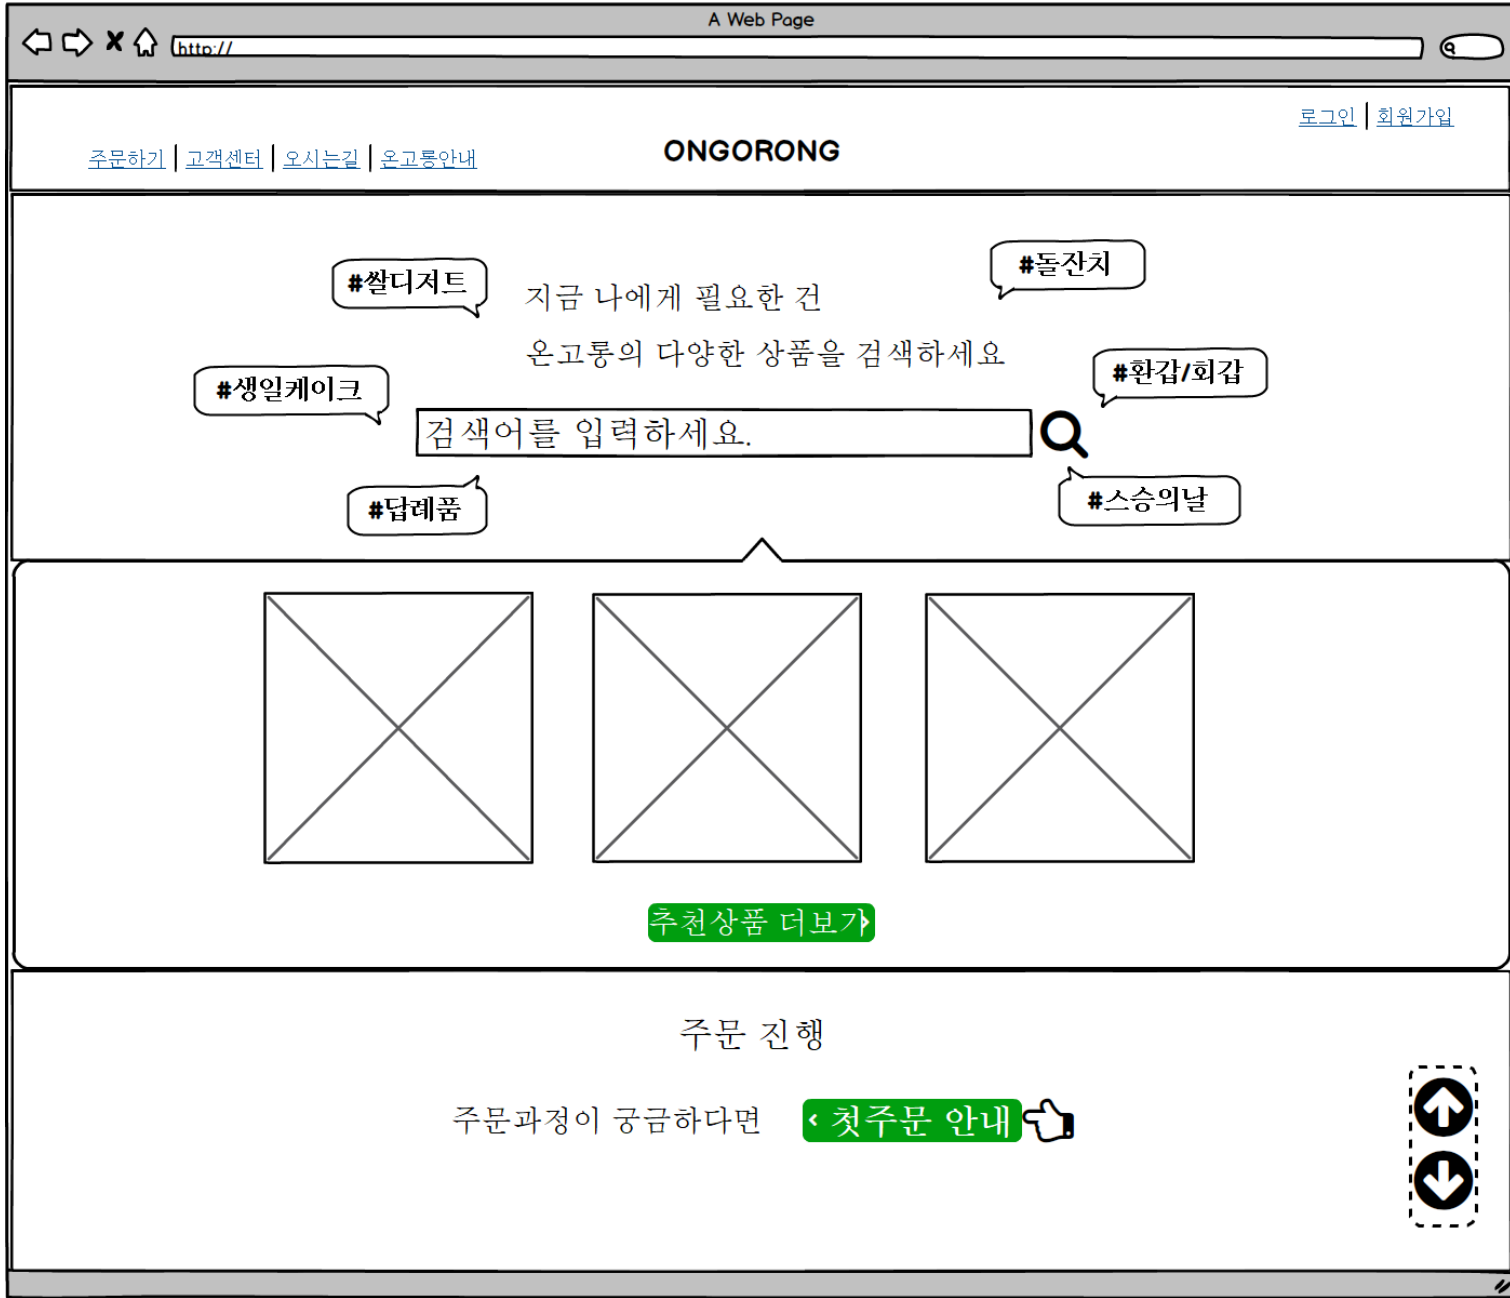 A Web Page
http://
로그인 | 회원가입
주문하기 | 고객센터 | 오시는길 | 온고롱안내
ONGORONG
#쌀디저트
#돌잔치
지금 나에게 필요한 건
온고롱의 다양한 상품을 검색하세요
#생일케이크
#환갑/회갑
검색어를 입력하세요.
#답례품
#스승의날
추천상품 더보기
주문 진행
주문과정이 궁금하다면
첫주문 안내